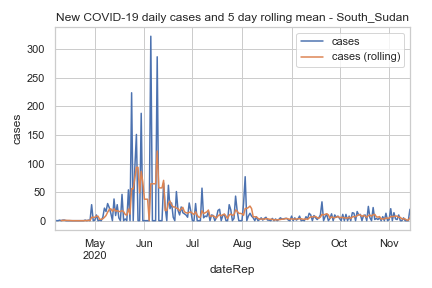 New COVID-19 daily cases and 5 day rolling mean - South_Sudan
cases
cases (rolling)
300
250
200
150
100
50
0
cases
May
2020
Jun
Jul
Aug
Sep
Oct
Nov
dateRep